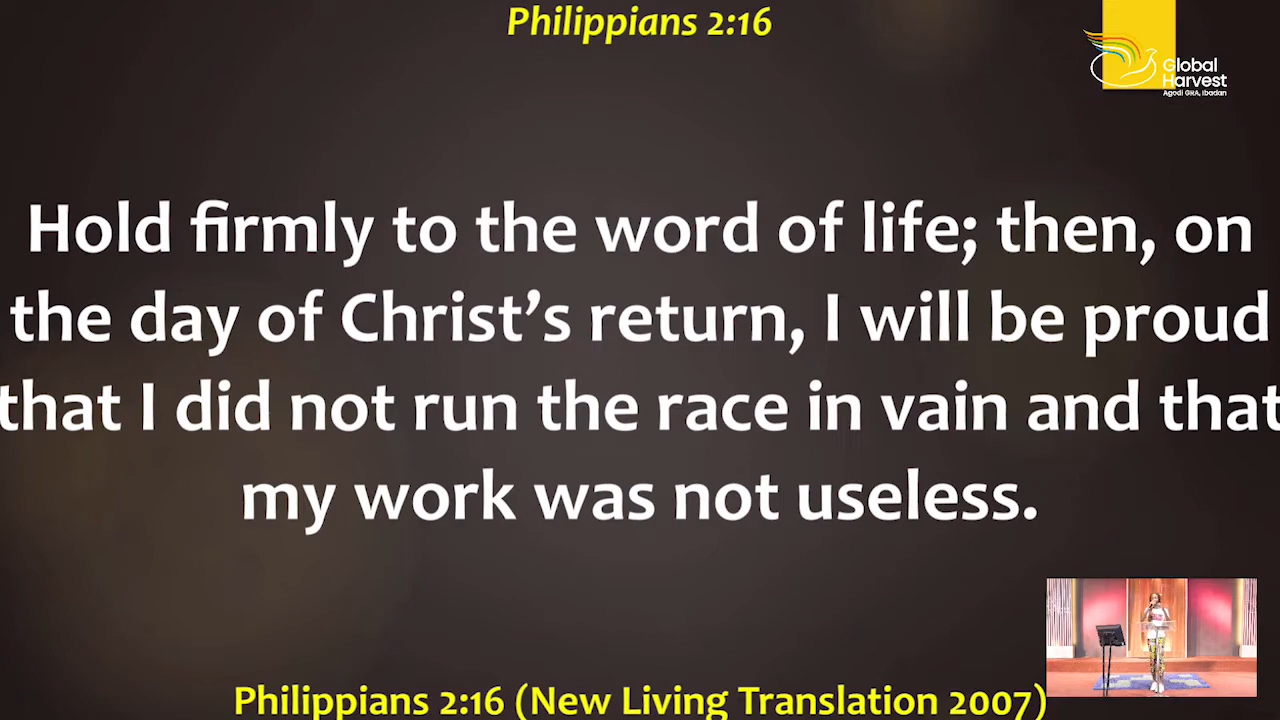 Philippians 2:16
Global
Harvest
Agodi GRA, Ibadan
Hold firmly to the word of life; then, on
the day of Christ’s return, I will be proud
that I did not run the race in vain and that
my work was not useless.
Philippians 2:16 (New Living Translation 2007)